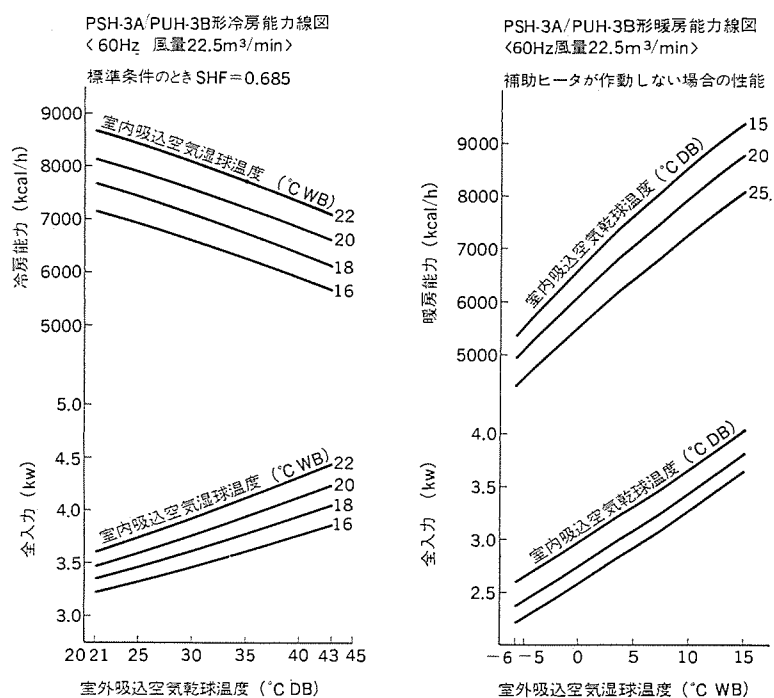 PSH-3A/PUH-3B形冷房能力線図
<60Hz 風量22.5m³/min>
標準条件のとき SHF=0.685
冷房能力 (kcal/h)
9000
8000
7000
6000
5000
室内吸込空気湿球温度 (°C WB)
22
20
18
16
全入力 (kw)
5.0
4.5
4.0
3.5
3.0
室内吸込空気湿球温度 (°C WB)
22
20
18
16
20 21 25 30 35 40 43 45
室外吸込空気乾球温度 (°C DB)
PSH-3A/PUH-3B形暖房能力線図
<60Hz風量22.5m³/min>
補助ヒータが作動しない場合の性能
暖房能力 (kcal/h)
9000
8000
7000
6000
5000
室内吸込空気乾球温度 (°C DB)
15
20
25
全入力 (kw)
4.0
3.5
3.0
2.5
室内吸込空気乾球温度 (°C DB)
-6 -5 0 5 10 15
室外吸込空気湿球温度 (°C WB)